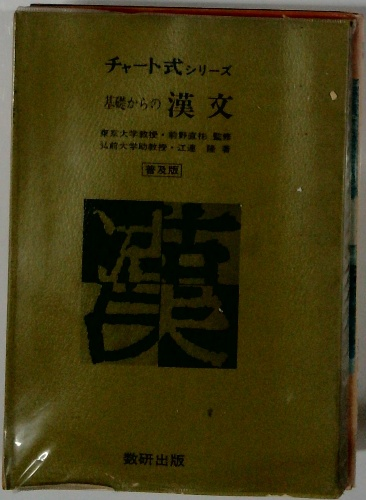 チャート式シリーズ
基礎からの 漢文
東京大学教授・前野直彬 監修
弘前大学助教授・江連 隆 著
普及版
漢
数研出版